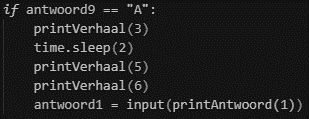 if antwoord9 == "A":
    printVerhaal(3)
    time.sleep(2)
    printVerhaal(5)
    printVerhaal(6)
    antwoord1 = input(printAntwoord(1))